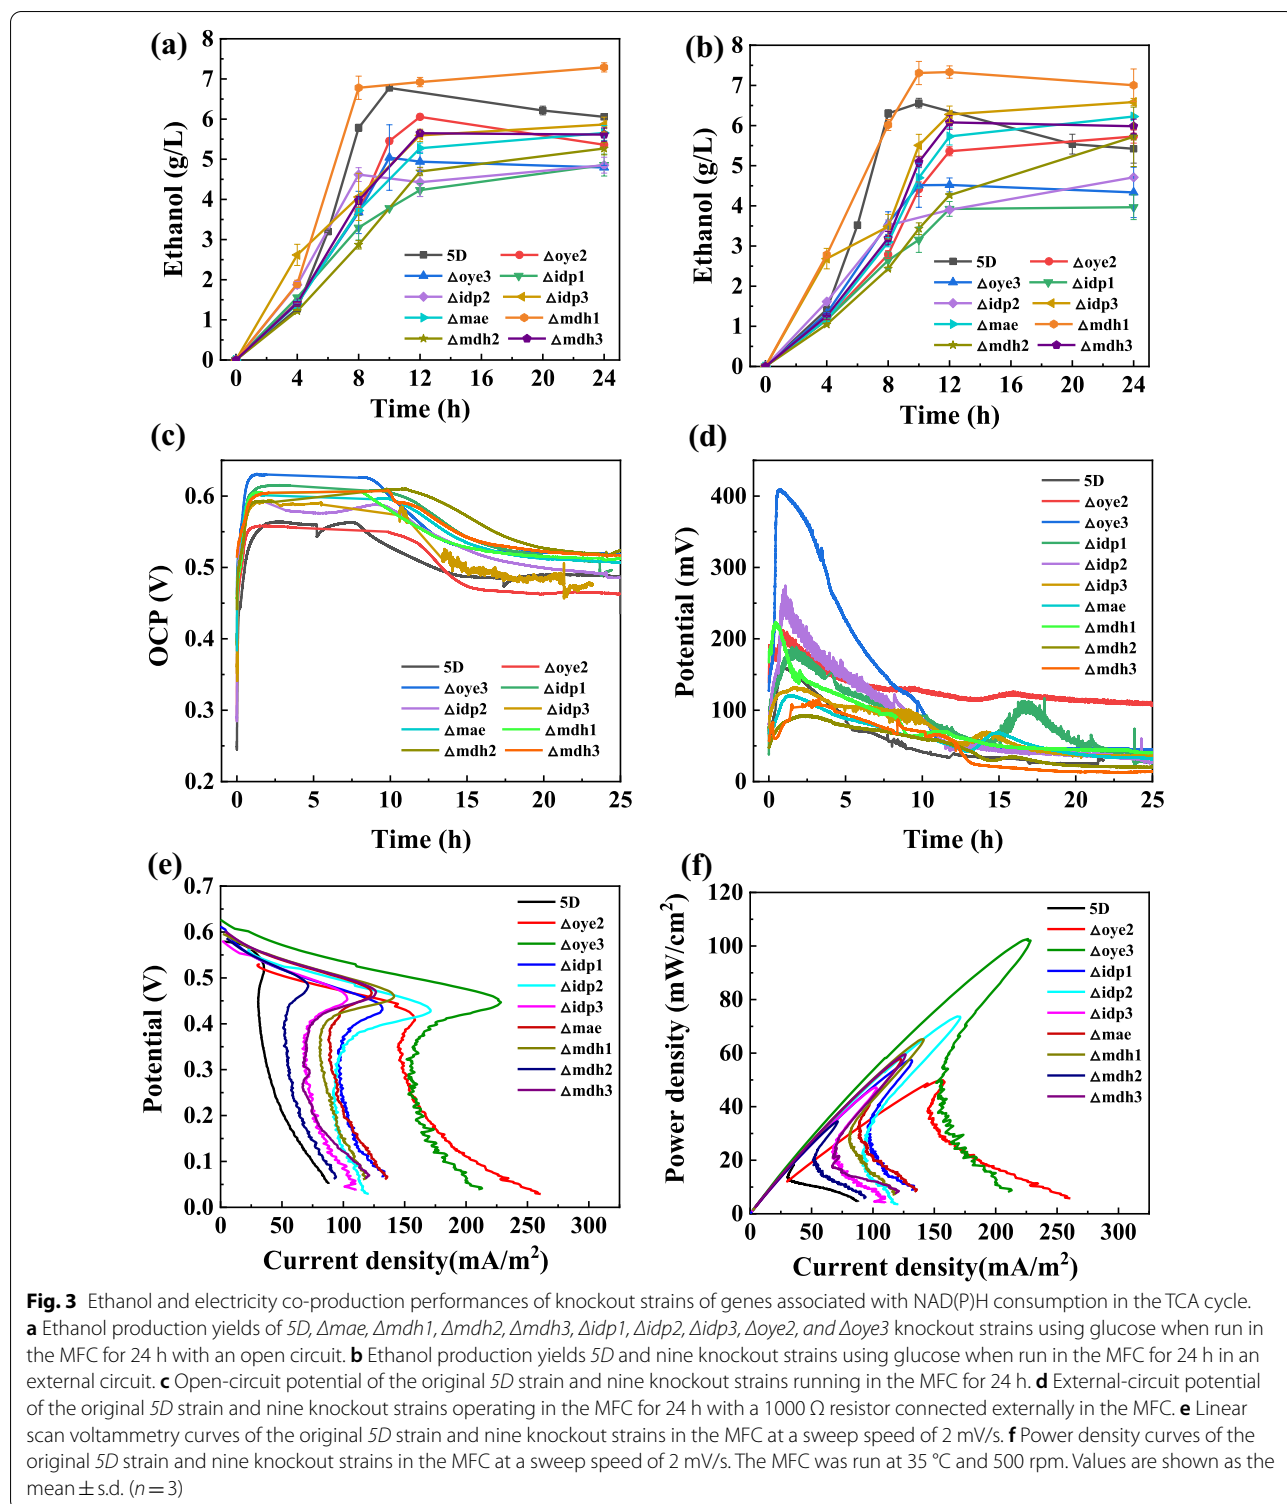 (a)
8
7
6
5
4
3
2
1
0
Ethanol (g/L)
5D
Δoye2
Δoye3
Δidp1
Δidp2
Δidp3
Δmae
Δmdh1
Δmdh2
Δmdh3
0 4 8 12 16 20 24
Time (h)
(b)
8
7
6
5
4
3
2
1
0
Ethanol (g/L)
5D
Δoye2
Δoye3
Δidp1
Δidp2
Δidp3
Δmae
Δmdh1
Δmdh2
Δmdh3
0 4 8 12 16 20 24
Time (h)
(c)
0.6
0.5
0.4
0.3
0.2
OCP (V)
5D
Δoye2
Δoye3
Δidp1
Δidp2
Δidp3
Δmae
Δmdh1
Δmdh2
Δmdh3
0 5 10 15 20 25
Time (h)
(d)
400
300
200
100
0
Potential (mV)
5D
Δoye2
Δoye3
Δidp1
Δidp2
Δidp3
Δmae
Δmdh1
Δmdh2
Δmdh3
0 5 10 15 20 25
Time (h)
(e)
0.7
0.6
0.5
0.4
0.3
0.2
0.1
0.0
Potential (V)
5D
Δoye2
Δoye3
Δidp1
Δidp2
Δidp3
Δmae
Δmdh1
Δmdh2
Δmdh3
0 50 100 150 200 250 300
Current density(mA/m²)
(f)
120
100
80
60
40
20
0
Power density (mW/cm²)
5D
Δoye2
Δoye3
Δidp1
Δidp2
Δidp3
Δmae
Δmdh1
Δmdh2
Δmdh3
0 50 100 150 200 250 300
Current density(mA/m²)
Fig. 3 Ethanol and electricity co-production performances of knockout strains of genes associated with NAD(P)H consumption in the TCA cycle.
a Ethanol production yields of 5D, Δmae, Δmdh1, Δmdh2, Δmdh3, Δidp1, Δidp2, Δidp3, Δoye2, and Δoye3 knockout strains using glucose when run in
the MFC for 24 h with an open circuit. b Ethanol production yields 5D and nine knockout strains using glucose when run in the MFC for 24 h in an
external circuit. c Open-circuit potential of the original 5D strain and nine knockout strains running in the MFC for 24 h. d External-circuit potential
of the original 5D strain and nine knockout strains operating in the MFC for 24 h with a 1000 Ω resistor connected externally in the MFC. e Linear
scan voltammetry curves of the original 5D strain and nine knockout strains in the MFC at a sweep speed of 2 mV/s. f Power density curves of the
original 5D strain and nine knockout strains in the MFC at a sweep speed of 2 mV/s. The MFC was run at 35 °C and 500 rpm. Values are shown as the
mean ± s.d. (n = 3)